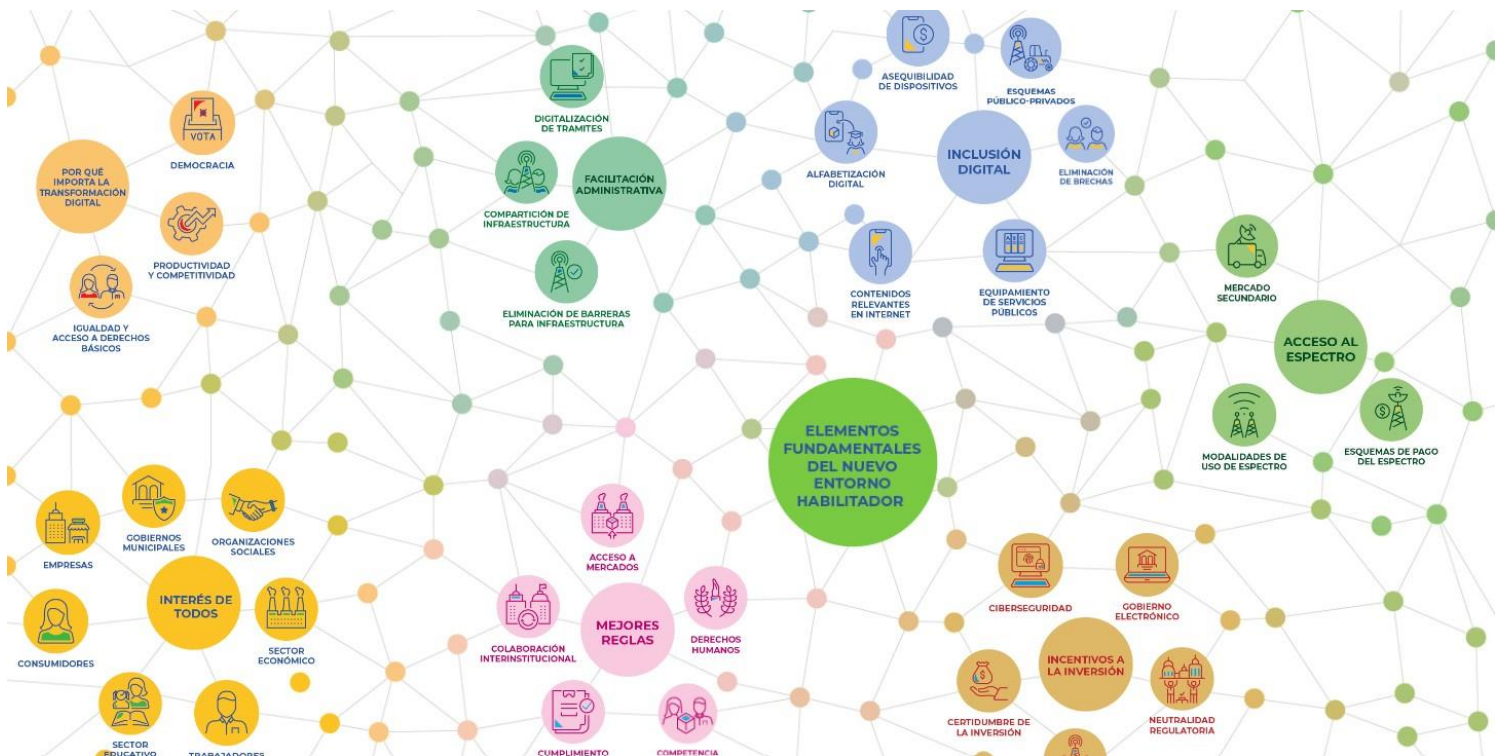 POR QUÉ
IMPORTA LA
TRANSFORMACIÓN
DIGITAL
VOTA
DEMOCRACIA
PRODUCTIVIDAD
Y COMPETITIVIDAD
IGUALDAD Y
ACCESO A DERECHOS
BÁSICOS
DIGITALIZACIÓN
DE TRAMITES
FACILITACIÓN
ADMINISTRATIVA
COMPARTICIÓN DE
INFRAESTRUCTURA
ELIMINACIÓN DE BARRERAS
PARA INFRAESTRUCTURA
ASEQUIBILIDAD
DE DISPOSITIVOS
ESQUEMAS
PÚBLICO-PRIVADOS
ALFABETIZACIÓN
DIGITAL
INCLUSIÓN
DIGITAL
ELIMINACIÓN
DE BRECHAS
CONTENIDOS
RELEVANTES
EN INTERNET
EQUIPAMIENTO
DE SERVICIOS
PÚBLICOS
MERCADO
SECUNDARIO
ACCESO AL
ESPECTRO
MODALIDADES DE
USO DE ESPECTRO
ESQUEMAS DE PAGO
DEL ESPECTRO
ELEMENTOS
FUNDAMENTALES
DEL NUEVO
ENTORNO
HABILITADOR
EMPRESAS
GOBIERNOS
MUNICIPALES
ORGANIZACIONES
SOCIALES
INTERÉS DE
TODOS
CONSUMIDORES
SECTOR
ECONÓMICO
SECTOR
EDUCATIVO
TRABAJADORES
ACCESO A
MERCADOS
COLABORACIÓN
INTERINSTITUCIONAL
MEJORES
REGLAS
DERECHOS
HUMANOS
CUMPLIMIENTO
COMPETENCIA
CIBERSEGURIDAD
GOBIERNO
ELECTRÓNICO
INCENTIVOS A
LA INVERSIÓN
CERTIDUMBRE DE
LA INVERSIÓN
NEUTRALIDAD
REGULATORIA